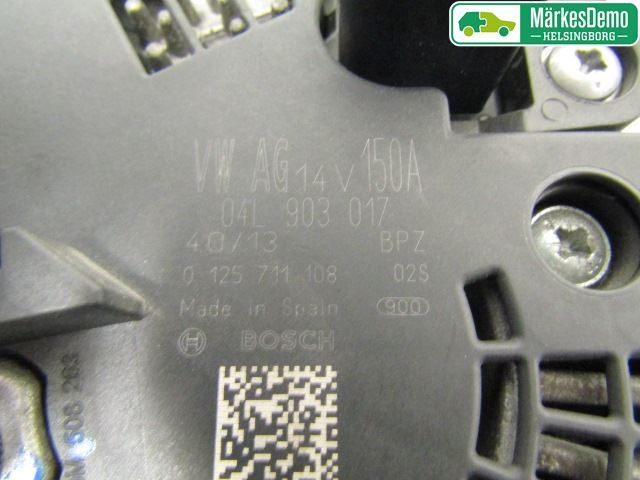 MärkesDemo
HELSINGBORG
VW AG 14V 150A
04L 903 017
40/13 BPZ
0 125 711 108 02S
Made in Spain 900
BOSCH